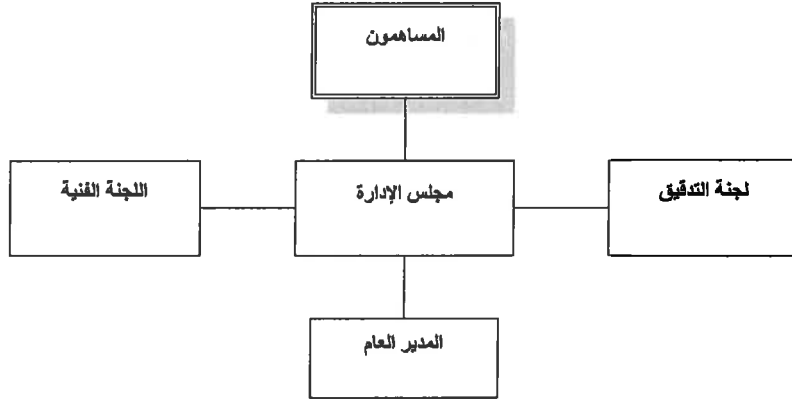 المساهمون
لجنة التدقيق
مجلس الإدارة
اللجنة الفنية
المدير العام